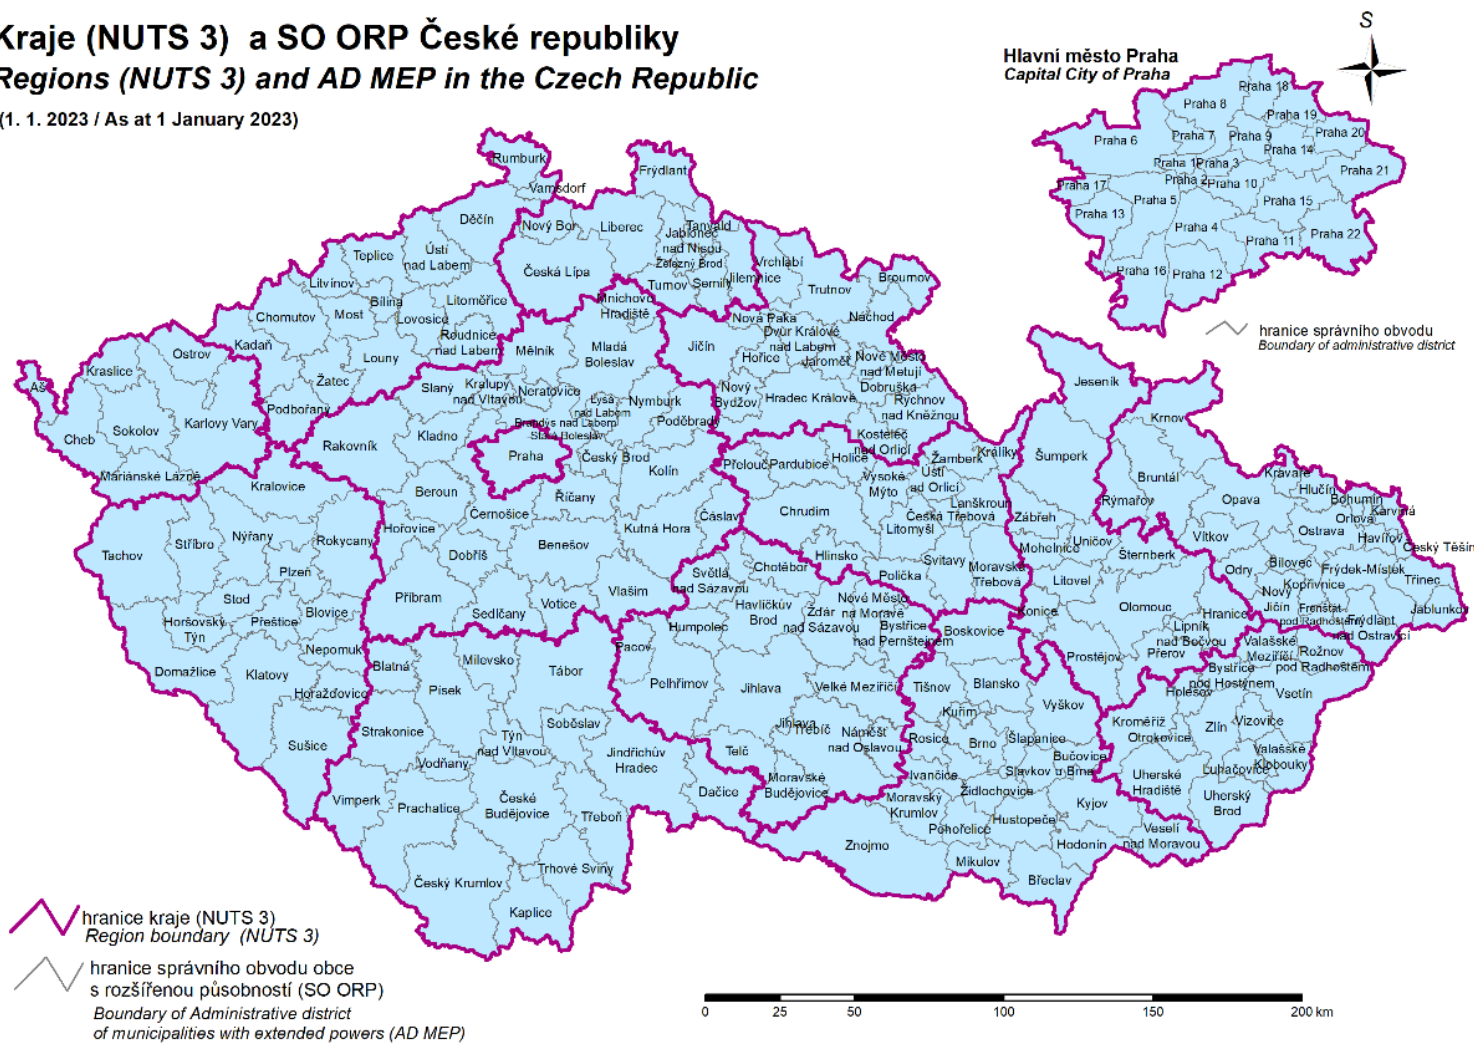 Kraje (NUTS 3) a SO ORP České republiky
Regions (NUTS 3) and AD MEP in the Czech Republic
(1. 1. 2023 / As at 1 January 2023)
S
Hlavní město Praha
Capital City of Praha
Praha 18
Praha 8
Praha 19
Praha 6
Praha 7
Praha 9
Praha 20
Praha 14
Praha 1
Praha 3
Praha 21
Praha 17
Praha 2
Praha 10
Praha 5
Praha 15
Praha 13
Praha 4
Praha 11
Praha 22
Praha 16
Praha 12
hranice správního obvodu
Boundary of administrative district
Rumburk
Varnsdorf
Frýdlant
Děčín
Nový Bor
Liberec
Tanvald
Jablonec
nad Nisou
Železný Brod
Teplice
Ústí
nad Labem
Česká Lípa
Turnov
Semily
Jilemnice
Vrchlabí
Trutnov
Broumov
Litvínov
Bílina
Litoměřice
Mnichovo
Hradiště
Chomutov
Most
Lovosice
Roudnice
nad Labem
Nová Paka
Dvůr Králové
nad Labem
Náchod
Kadaň
Louny
Mělník
Mladá
Boleslav
Jičín
Hořice
Jaroměř
Nové Město
nad Metují
Ostrov
Kraslice
Aš
Žatec
Slaný
Kralupy
nad Vltavou
Neratovice
Lysá
nad Labem
Nymburk
Nový
Bydžov
Hradec Králové
Dobruška
Rychnov
nad Kněžnou
Jeseník
Podbořany
Karlovy Vary
Sokolov
Cheb
Rakovník
Kladno
Brandýs nad Labem
Stará Boleslav
Poděbrady
Kostelec
nad Orlicí
Krnov
Mariánské Lázně
Praha
Český Brod
Kolín
Přelouč
Pardubice
Holice
Žamberk
Králíky
Šumperk
Kralovice
Beroun
Říčany
Vysoké
Mýto
Ústí
ad Orlicí
Bruntál
Kravaře
Hlučín
Bohumín
Rýmařov
Opava
Orlová
Karviná
Hořovice
Černošice
Kutná Hora
Čáslav
Chrudim
Lanškroun
Česká Třebová
Litomyšl
Zábřeh
Ostrava
Havířov
Český Těšín
Tachov
Stříbro
Nýřany
Rokycany
Dobříš
Benešov
Hlinsko
Svitavy
Mohelnice
Uničov
Šternberk
Vítkov
Bílovec
Frýdek-Místek
Třinec
Plzeň
Světlá
nad Sázavou
Chotěboř
Polička
Moravská
Třebová
Litovel
Odry
Kopřivnice
Nový
Jičín
Stod
Blovice
Příbram
Sedlčany
Votice
Vlašim
Havlíčkův
Brod
Žďár
nad Sázavou
Nové Město
na Moravě
Bystřice
nad Pernštejnem
Konice
Olomouc
Hranice
Frenštát
pod Radhoštěm
Frýdlant
nad Ostravicí
Jablunkov
Horšovský
Týn
Přeštice
Humpolec
Boskovice
Lipník
nad Bečvou
Přerov
Valašské
Meziříčí
Rožnov
pod Radhoštěm
Domažlice
Klatovy
Nepomuk
Blatná
Milevsko
Tábor
Pacov
Prostějov
Bystřice
pod Hostýnem
Horažďovice
Písek
Pelhřimov
Jihlava
Velké Meziříčí
Tišnov
Blansko
Vyškov
Holešov
Vsetín
Sušice
Strakonice
Soběslav
Jihlava
Třebíč
Náměšť
nad Oslavou
Kuřim
Kroměříž
Otrokovice
Zlín
Vizovice
Týn
nad Vltavou
Jindřichův
Hradec
Telč
Rosice
Brno
Šlapanice
Bučovice
Valašské
Klobouky
Vodňany
Ivančice
Slavkov u Brna
Luhačovice
Vimperk
Prachatice
České
Budějovice
Třeboň
Dačice
Moravské
Budějovice
Moravský
Krumlov
Židlochovice
Kyjov
Uherské
Hradiště
Uherský
Brod
Pohořelice
Hustopeče
Veselí
nad Moravou
Znojmo
Hodonín
Mikulov
Český Krumlov
Trhové Sviny
Břeclav
Kaplice
hranice kraje (NUTS 3)
Region boundary (NUTS 3)
hranice správního obvodu obce
s rozšířenou působností (SO ORP)
Boundary of Administrative district
of municipalities with extended powers (AD MEP)
0 25 50 100 150 200 km